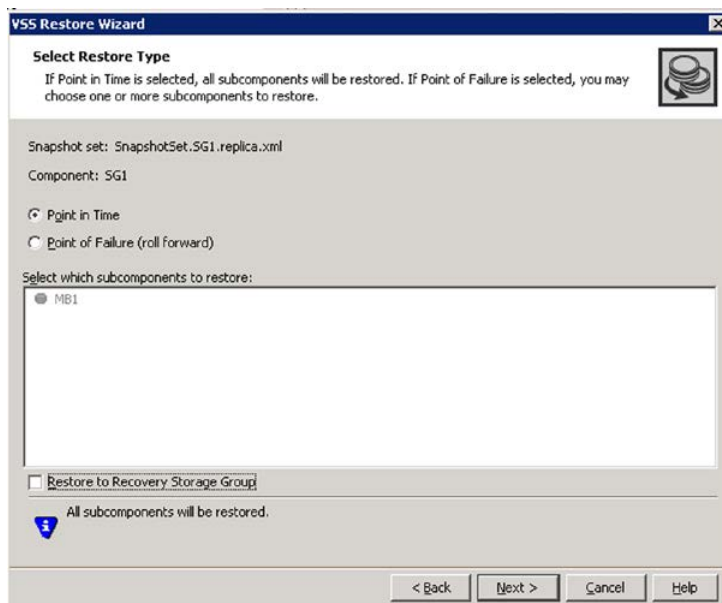 VSS Restore Wizard
Select Restore Type
If Point in Time is selected, all subcomponents will be restored. If Point of Failure is selected, you may
choose one or more subcomponents to restore.
Snapshot set: SnapshotSet.SG1.replica.xml
Component: SG1
Point in Time
Point of Failure (roll forward)
Select which subcomponents to restore:
MB1
Restore to Recovery Storage Group
All subcomponents will be restored.
< Back Next > Cancel Help